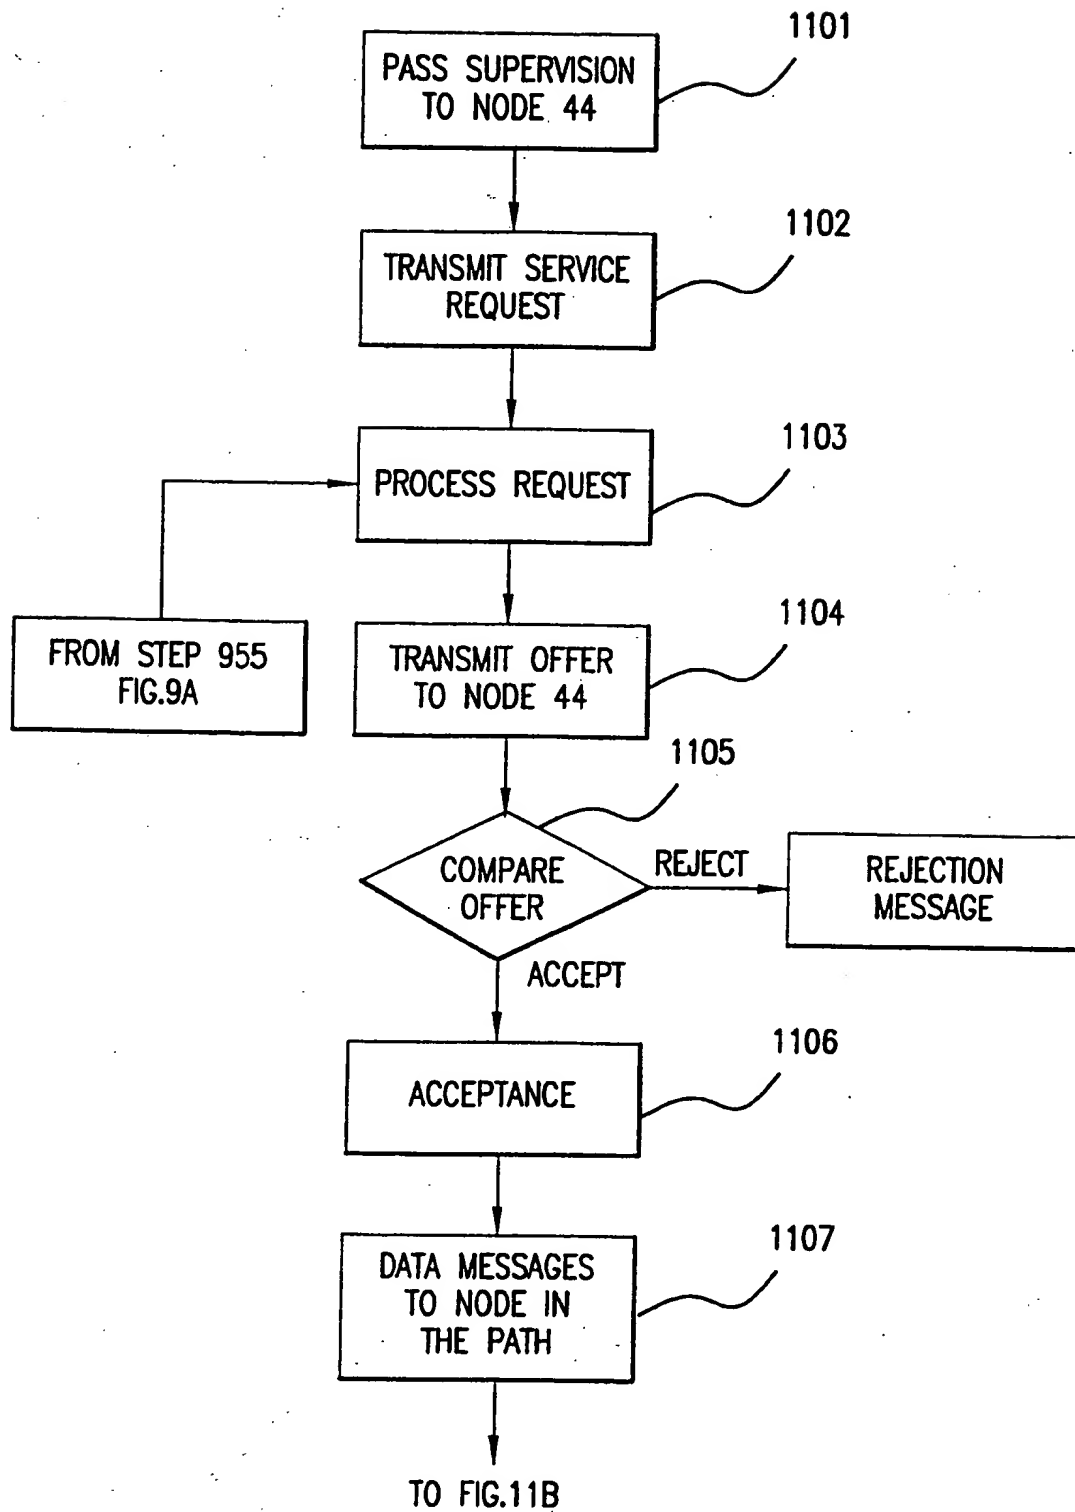 1101
PASS SUPERVISION
TO NODE 44
1102
TRANSMIT SERVICE
REQUEST
1103
PROCESS REQUEST
1104
FROM STEP 955
FIG.9A
TRANSMIT OFFER
TO NODE 44
1105
COMPARE
OFFER
REJECT
REJECTION
MESSAGE
ACCEPT
1106
ACCEPTANCE
1107
DATA MESSAGES
TO NODE IN
THE PATH
TO FIG.11B